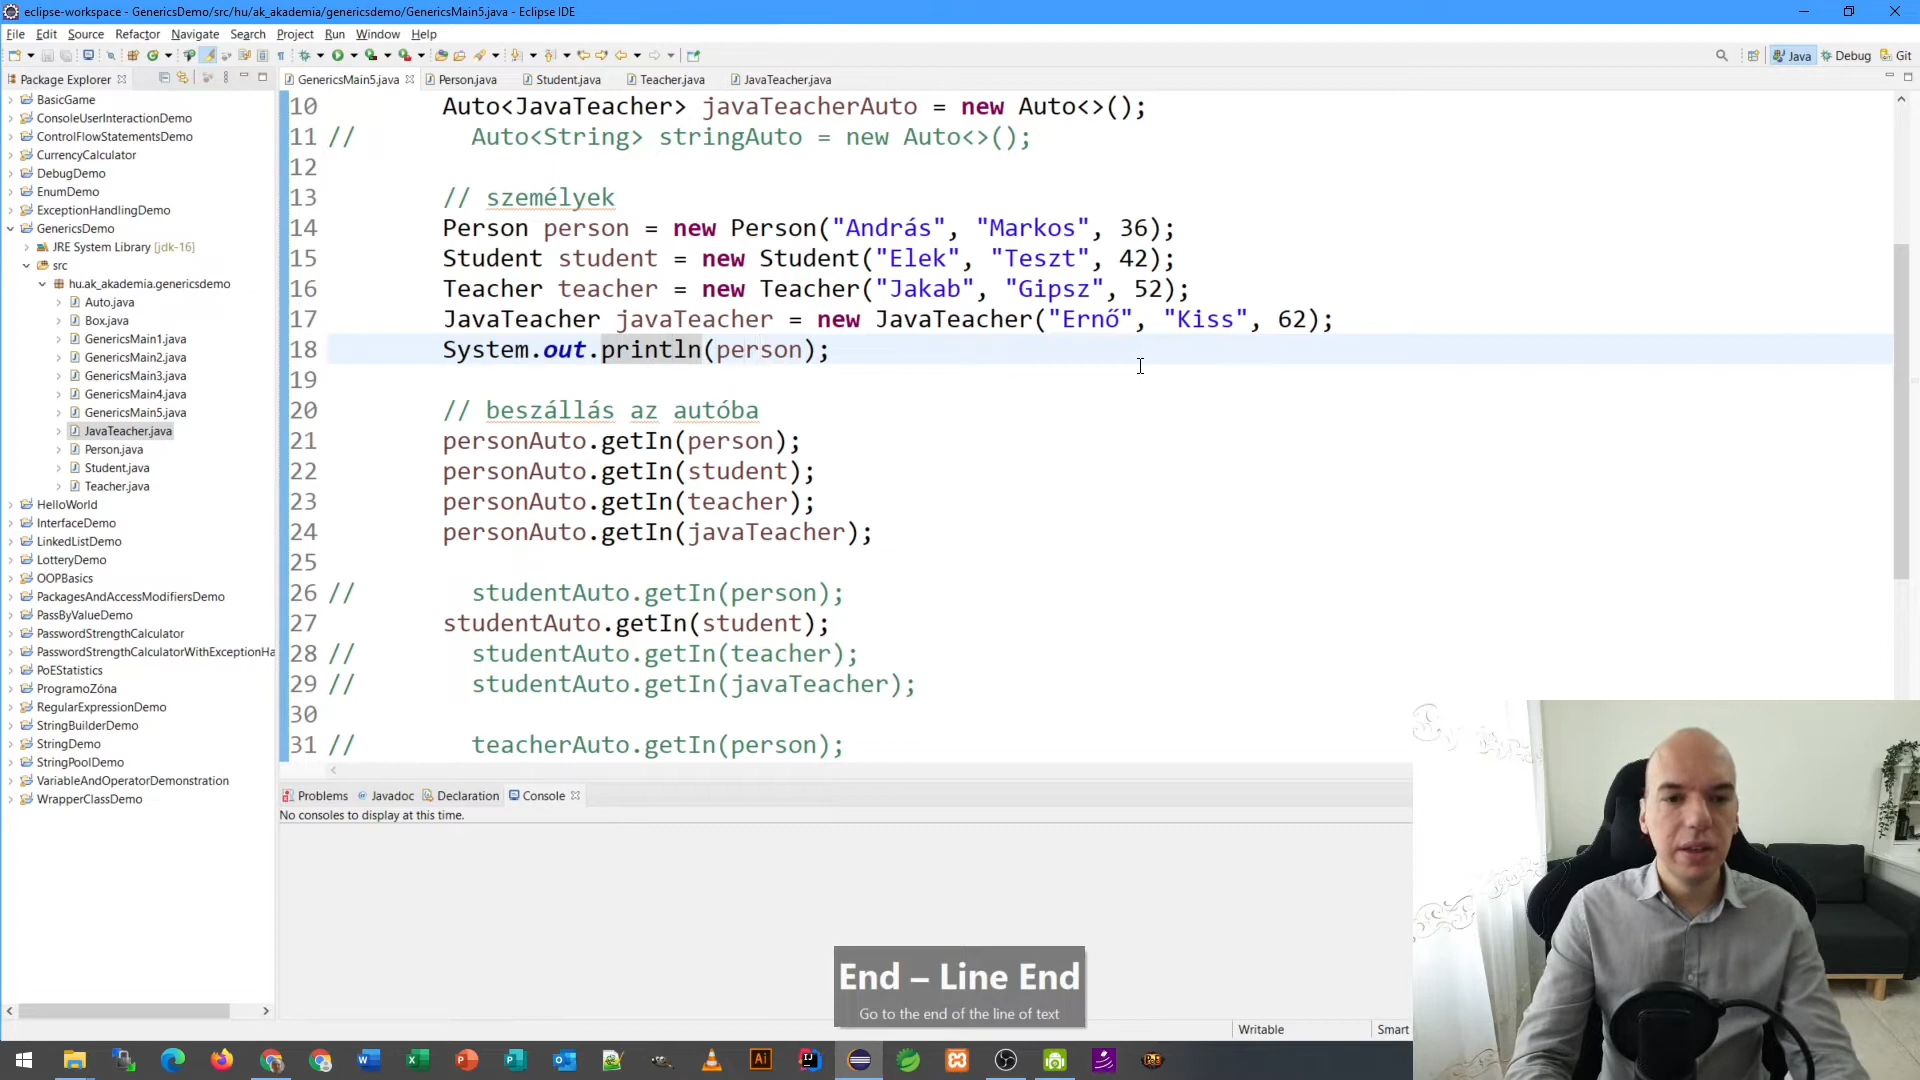 eclipse-workspace - GenericsDemo/src/hu/ak_akademia/genericsdemo/GenericsMain5.java - Eclipse IDE
File Edit Source Refactor Navigate Search Project Run Window Help
Java Debug Git
Package Explorer
BasicGame
ConsoleUserInteractionDemo
ControlFlowStatementsDemo
CurrencyCalculator
DebugDemo
EnumDemo
ExceptionHandlingDemo
GenericsDemo
JRE System Library [jdk-16]
src
hu.ak_akademia.genericsdemo
Auto.java
Box.java
GenericsMain1.java
GenericsMain2.java
GenericsMain3.java
GenericsMain4.java
GenericsMain5.java
JavaTeacher.java
Person.java
Student.java
Teacher.java
HelloWorld
InterfaceDemo
LinkedListDemo
LotteryDemo
OOPBasics
PackagesAndAccessModifiersDemo
PassByValueDemo
PasswordStrengthCalculator
PasswordStrengthCalculatorWithExceptionHa
PoEStatistics
ProgramoZóna
RegularExpressionDemo
StringBuilderDemo
StringDemo
StringPoolDemo
VariableAndOperatorDemonstration
WrapperClassDemo
GenericsMain5.java Person.java Student.java Teacher.java JavaTeacher.java
10 Auto<JavaTeacher> javaTeacherAuto = new Auto<>();
11 // Auto<String> stringAuto = new Auto<>();
12
13 // személyek
14 Person person = new Person("András", "Markos", 36);
15 Student student = new Student("Elek", "Teszt", 42);
16 Teacher teacher = new Teacher("Jakab", "Gipsz", 52);
17 JavaTeacher javaTeacher = new JavaTeacher("Ernő", "Kiss", 62);
18 System.out.println(person);
19
20 // beszállás az autóba
21 personAuto.getIn(person);
22 personAuto.getIn(student);
23 personAuto.getIn(teacher);
24 personAuto.getIn(javaTeacher);
25
26 // studentAuto.getIn(person);
27 studentAuto.getIn(student);
28 // studentAuto.getIn(teacher);
29 // studentAuto.getIn(javaTeacher);
30
31 // teacherAuto.getIn(person);
Problems Javadoc Declaration Console
No consoles to display at this time.
End – Line End
Go to the end of the line of text
Writable Smart